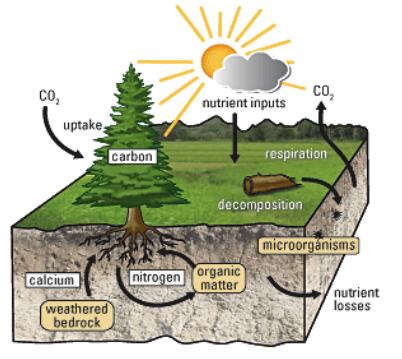 CO₂
uptake
carbon
nutrient inputs
CO₂
respiration
decomposition
microorganisms
calcium
nitrogen
organic
matter
weathered
bedrock
nutrient
losses